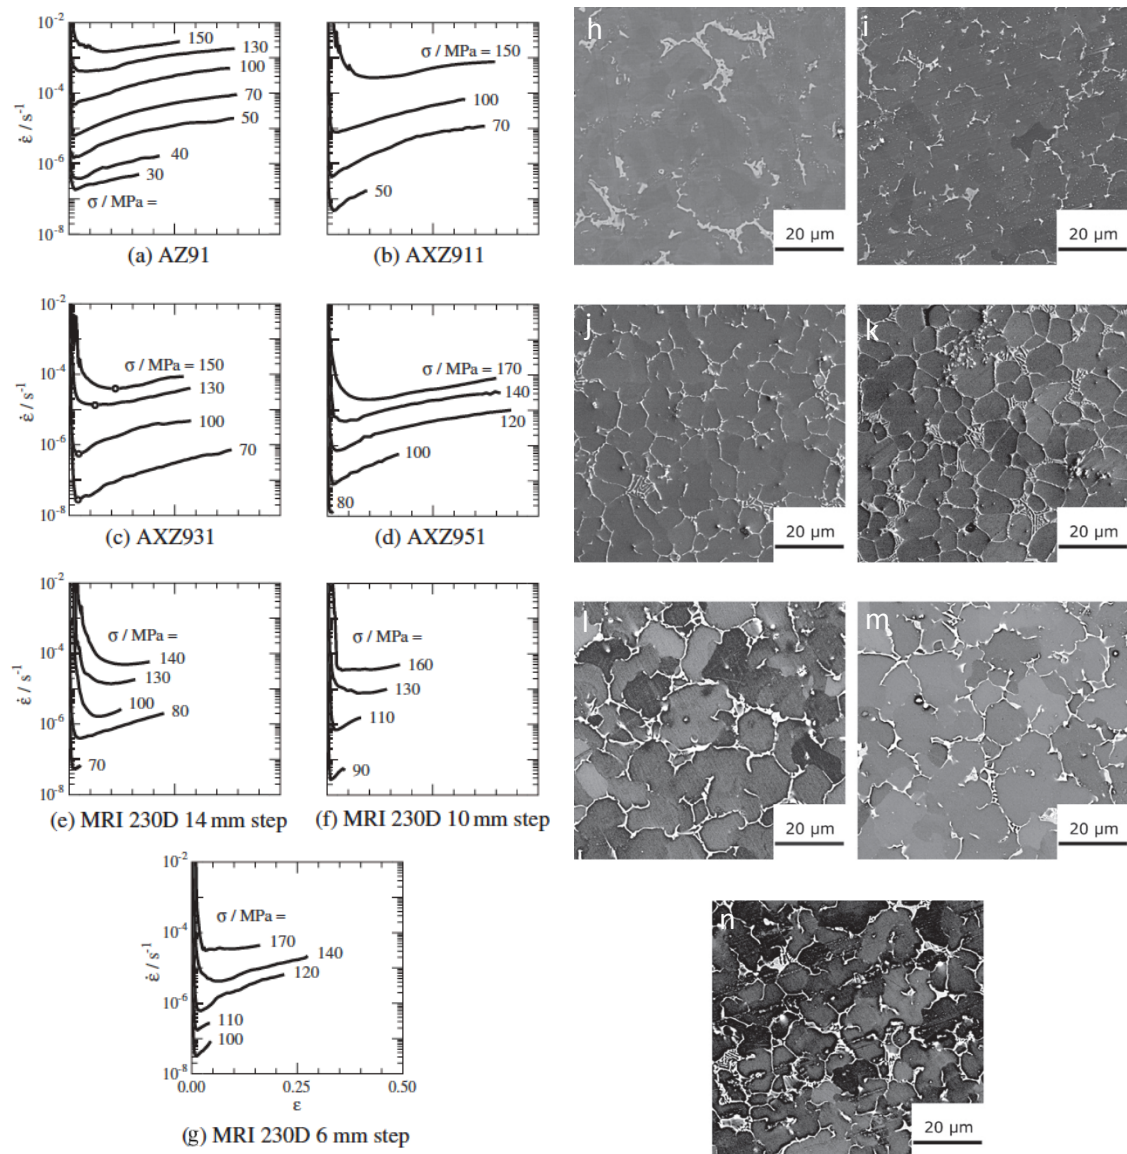 ε̇ / s⁻¹
10⁻²
10⁻⁴
10⁻⁶
10⁻⁸
150
130
100
70
50
40
30
σ / MPa =
(a) AZ91
σ / MPa = 150
100
70
50
(b) AXZ911
h
20 µm
i
20 µm
ε̇ / s⁻¹
10⁻²
10⁻⁴
10⁻⁶
10⁻⁸
σ / MPa = 150
130
100
70
(c) AXZ931
σ / MPa = 170
140
120
100
80
(d) AXZ951
j
20 µm
k
20 µm
ε̇ / s⁻¹
10⁻²
10⁻⁴
10⁻⁶
10⁻⁸
σ / MPa =
140
130
100
80
70
(e) MRI 230D 14 mm step
σ / MPa =
160
130
110
90
(f) MRI 230D 10 mm step
l
20 µm
m
20 µm
ε̇ / s⁻¹
10⁻²
10⁻⁴
10⁻⁶
10⁻⁸
σ / MPa =
170
140
120
110
100
0.00
0.25
0.50
ε
(g) MRI 230D 6 mm step
n
20 µm